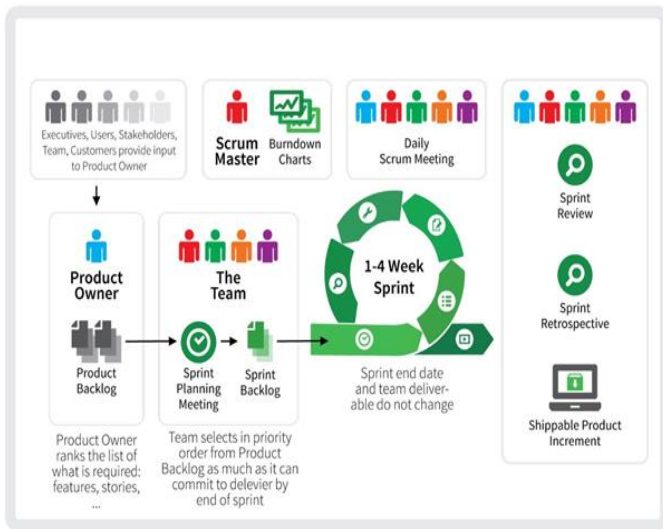 Executives, Users, Stakeholders,
Team, Customers provide input
to Product Owner
Scrum
Master
Burndown
Charts
Daily
Scrum Meeting
Product
Owner
Product
Backlog
Product Owner
ranks the list of
what is required:
features, stories,
...
The
Team
Sprint
Planning
Meeting
Sprint
Backlog
Team selects in priority
order from Product
Backlog as much as it can
commit to delevier by
end of sprint
1-4 Week
Sprint
Sprint end date
and team deliver-
able do not change
Sprint
Review
Sprint
Retrospective
Shippable Product
Increment